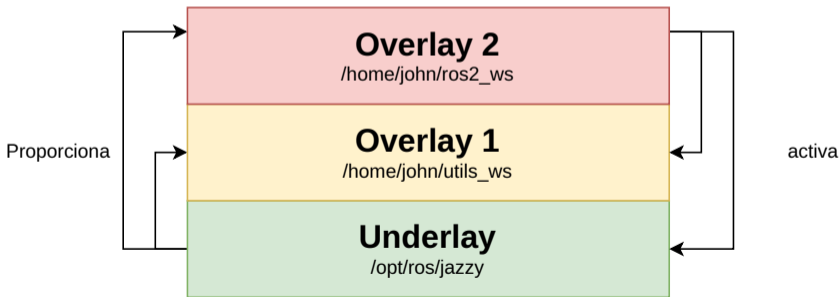 Overlay 2
/home/john/ros2_ws
Proporciona
Overlay 1
/home/john/utils_ws
activa
Underlay
/opt/ros/jazzy